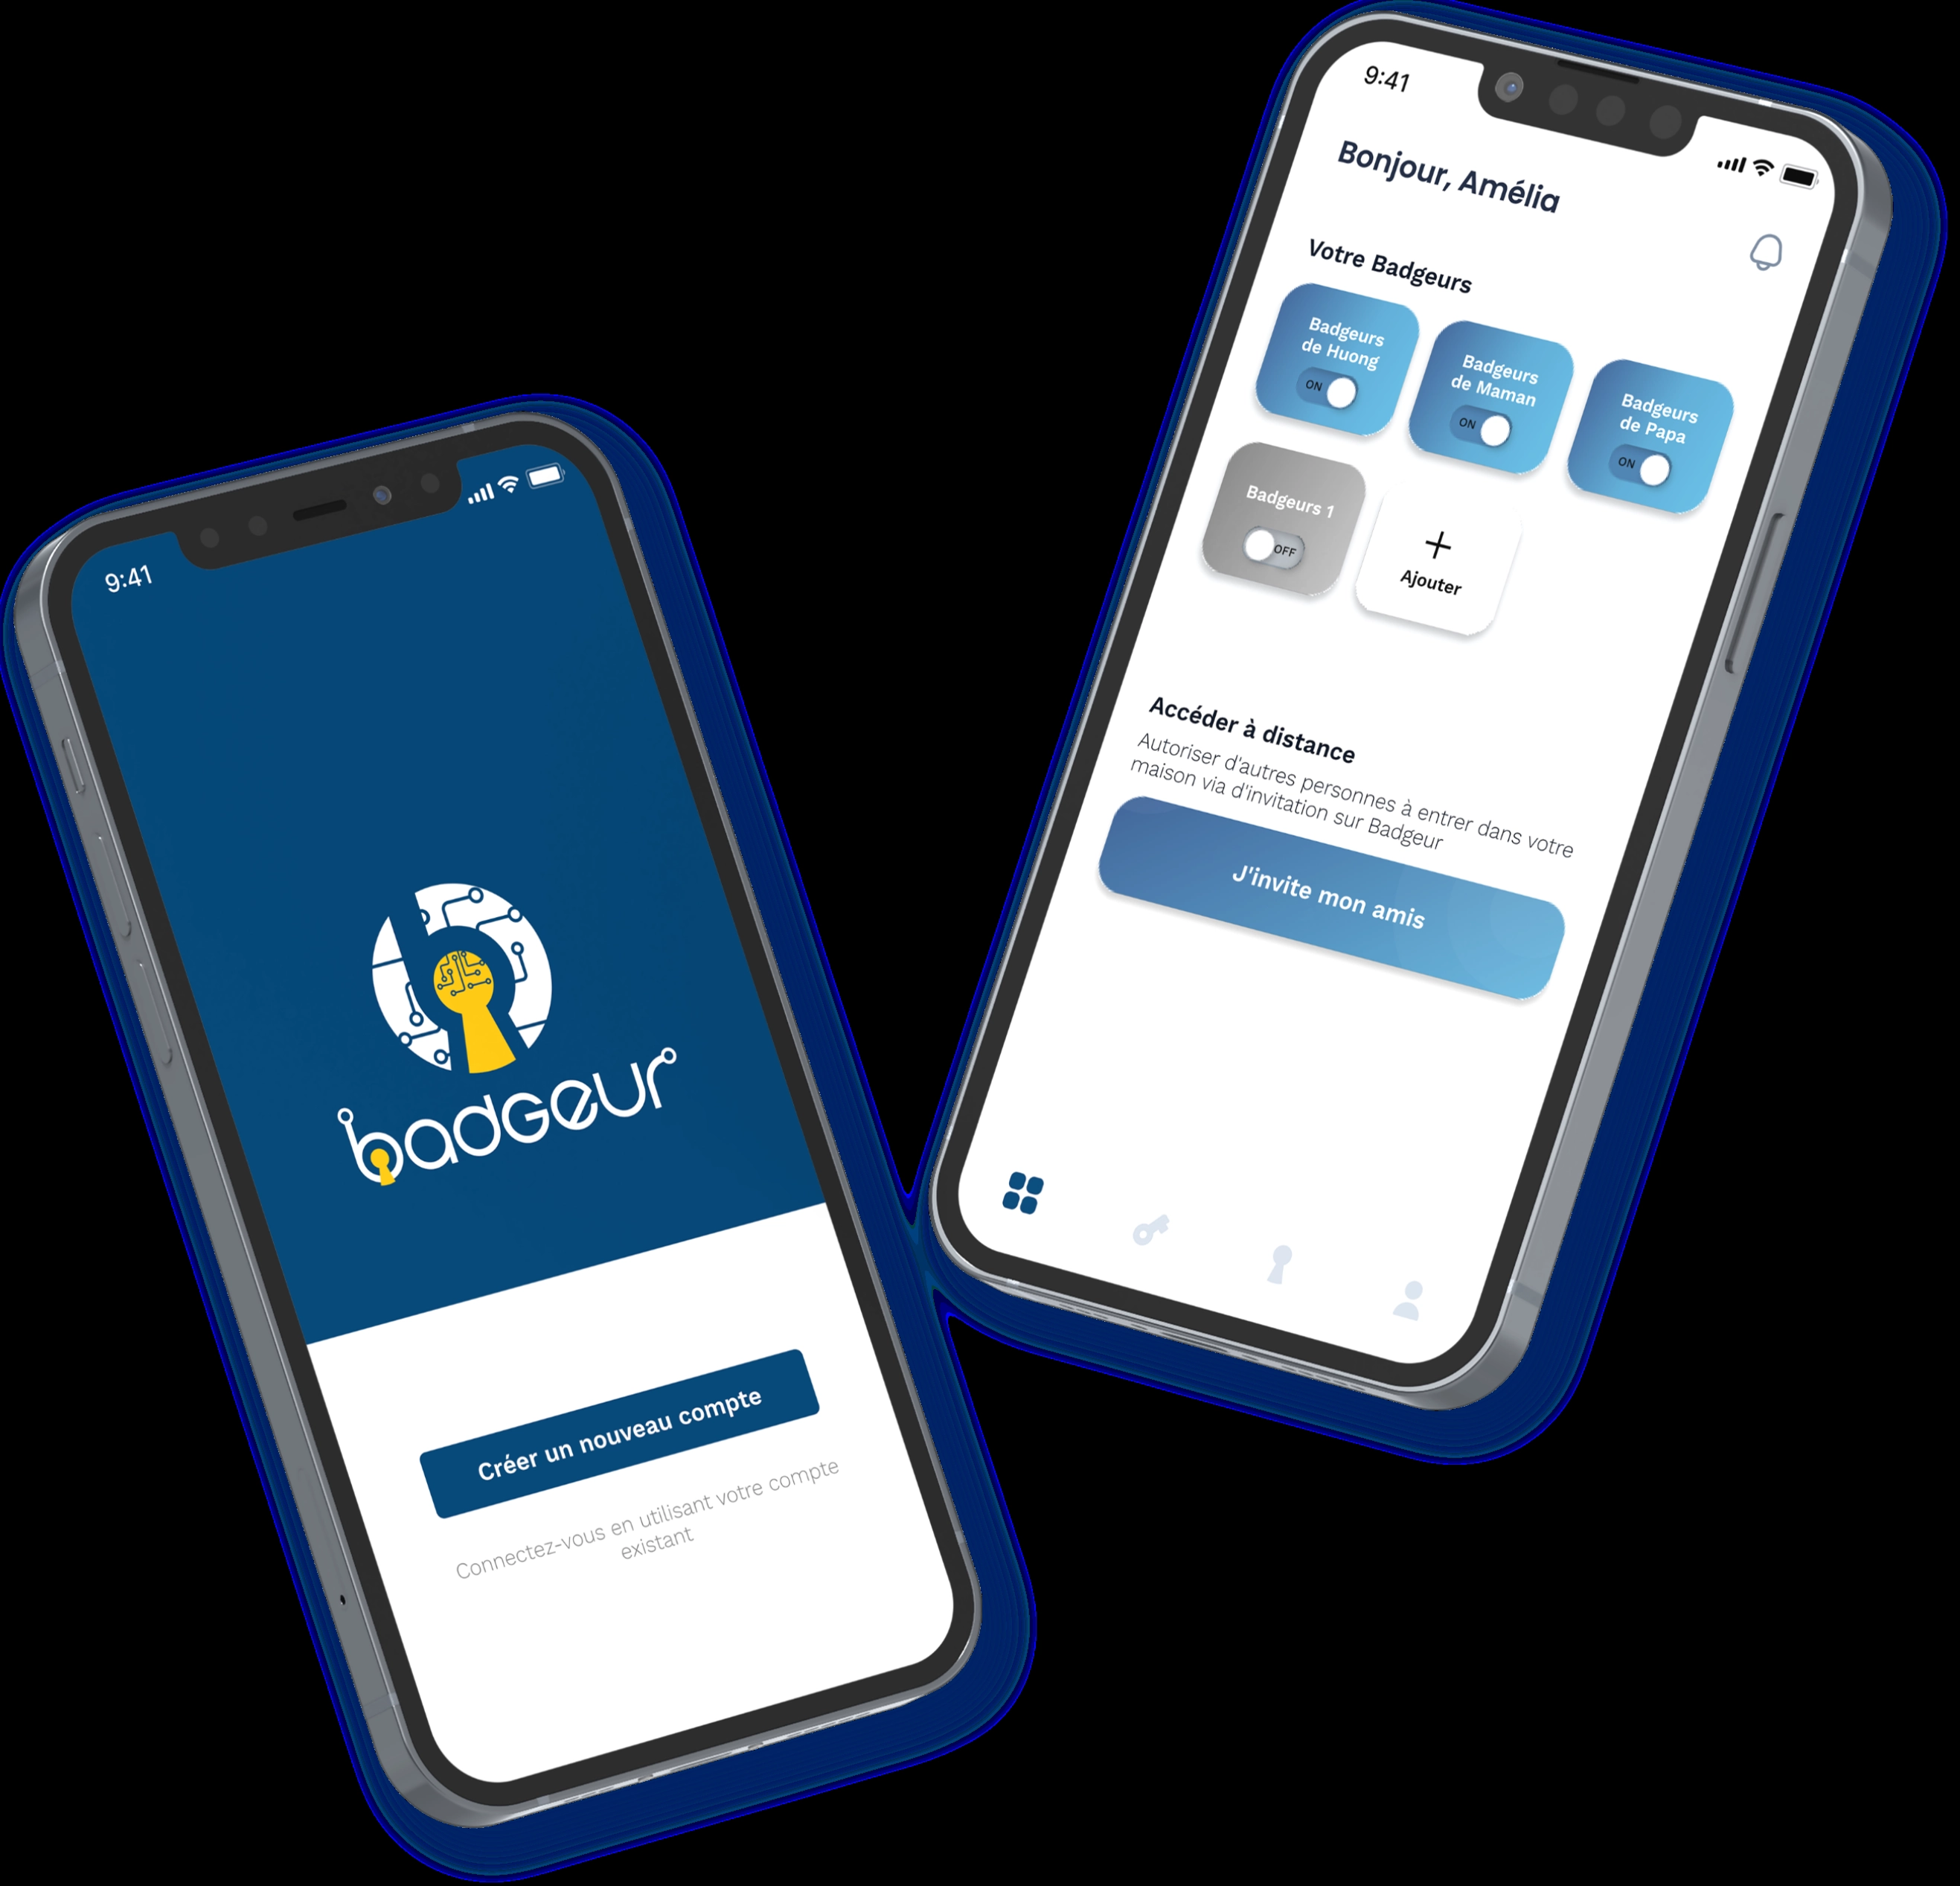 9:41
badgeur
Créer un nouveau compte
Connectez-vous en utilisant votre compte
existant
9:41
Bonjour, Amélia
Votre Badgeurs
Badgeurs
de Huong
ON
Badgeurs
de Maman
ON
Badgeurs
de Papa
ON
Badgeurs 1
OFF
Ajouter
Accéder à distance
Autoriser d'autres personnes à entrer dans votre
maison via d'invitation sur Badgeur
J'invite mon amis